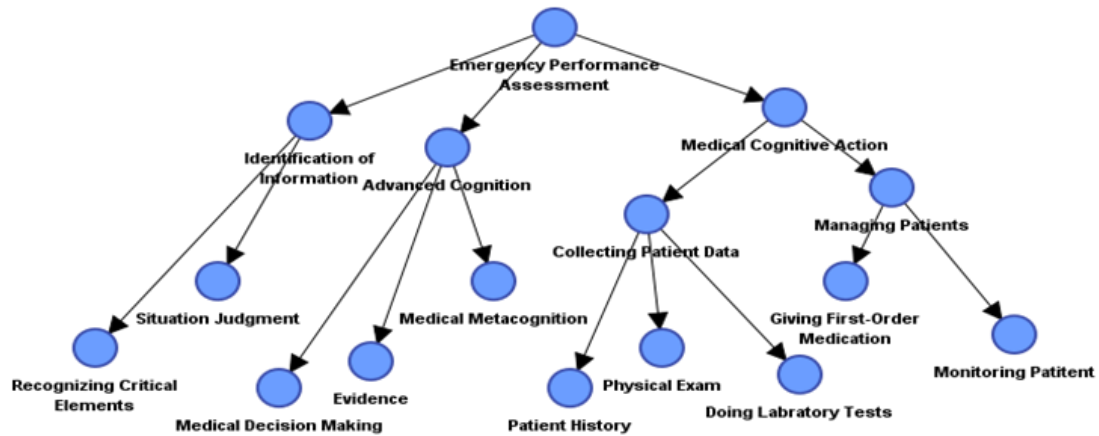 Emergency Performance
Assessment
Identification of
Information
Advanced Cognition
Medical Cognitive Action
Collecting Patient Data
Managing Patients
Situation Judgment
Medical Metacognition
Giving First-Order
Medication
Recognizing Critical
Elements
Evidence
Medical Decision Making
Physical Exam
Patient History
Doing Labratory Tests
Monitoring Patitent